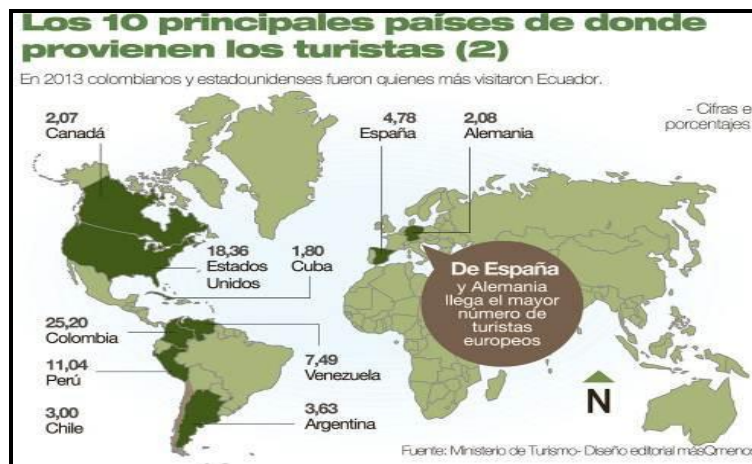 Los 10 principales países de donde
provienen los turistas (2)
En 2013 colombianos y estadounidenses fueron quienes más visitaron Ecuador.
- Cifras e
porcentajes
2,07
Canadá
4,78
España
2,08
Alemania
18,36
Estados
Unidos
1,80
Cuba
De España
y Alemania
llega el mayor
número de
turistas
europeos
25,20
Colombia
7,49
Venezuela
11,04
Perú
3,00
Chile
3,63
Argentina
N
Fuente: Ministerio de Turismo- Diseño editorial másQmenc